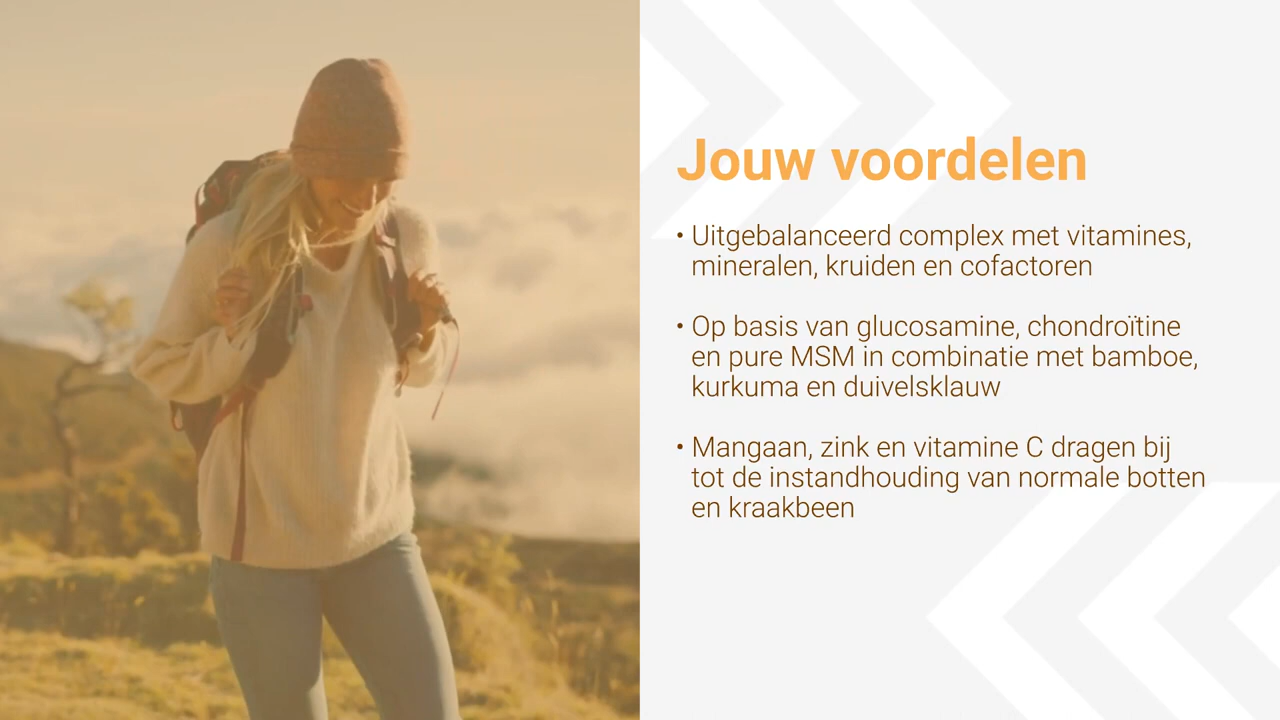 Jouw voordelen
• Uitgebalanceerd complex met vitamines,
mineralen, kruiden en cofactoren
• Op basis van glucosamine, chondroïtine
en pure MSM in combinatie met bamboe,
kurkuma en duivelsklauw
• Mangaan, zink en vitamine C dragen bij
tot de instandhouding van normale botten
en kraakbeen